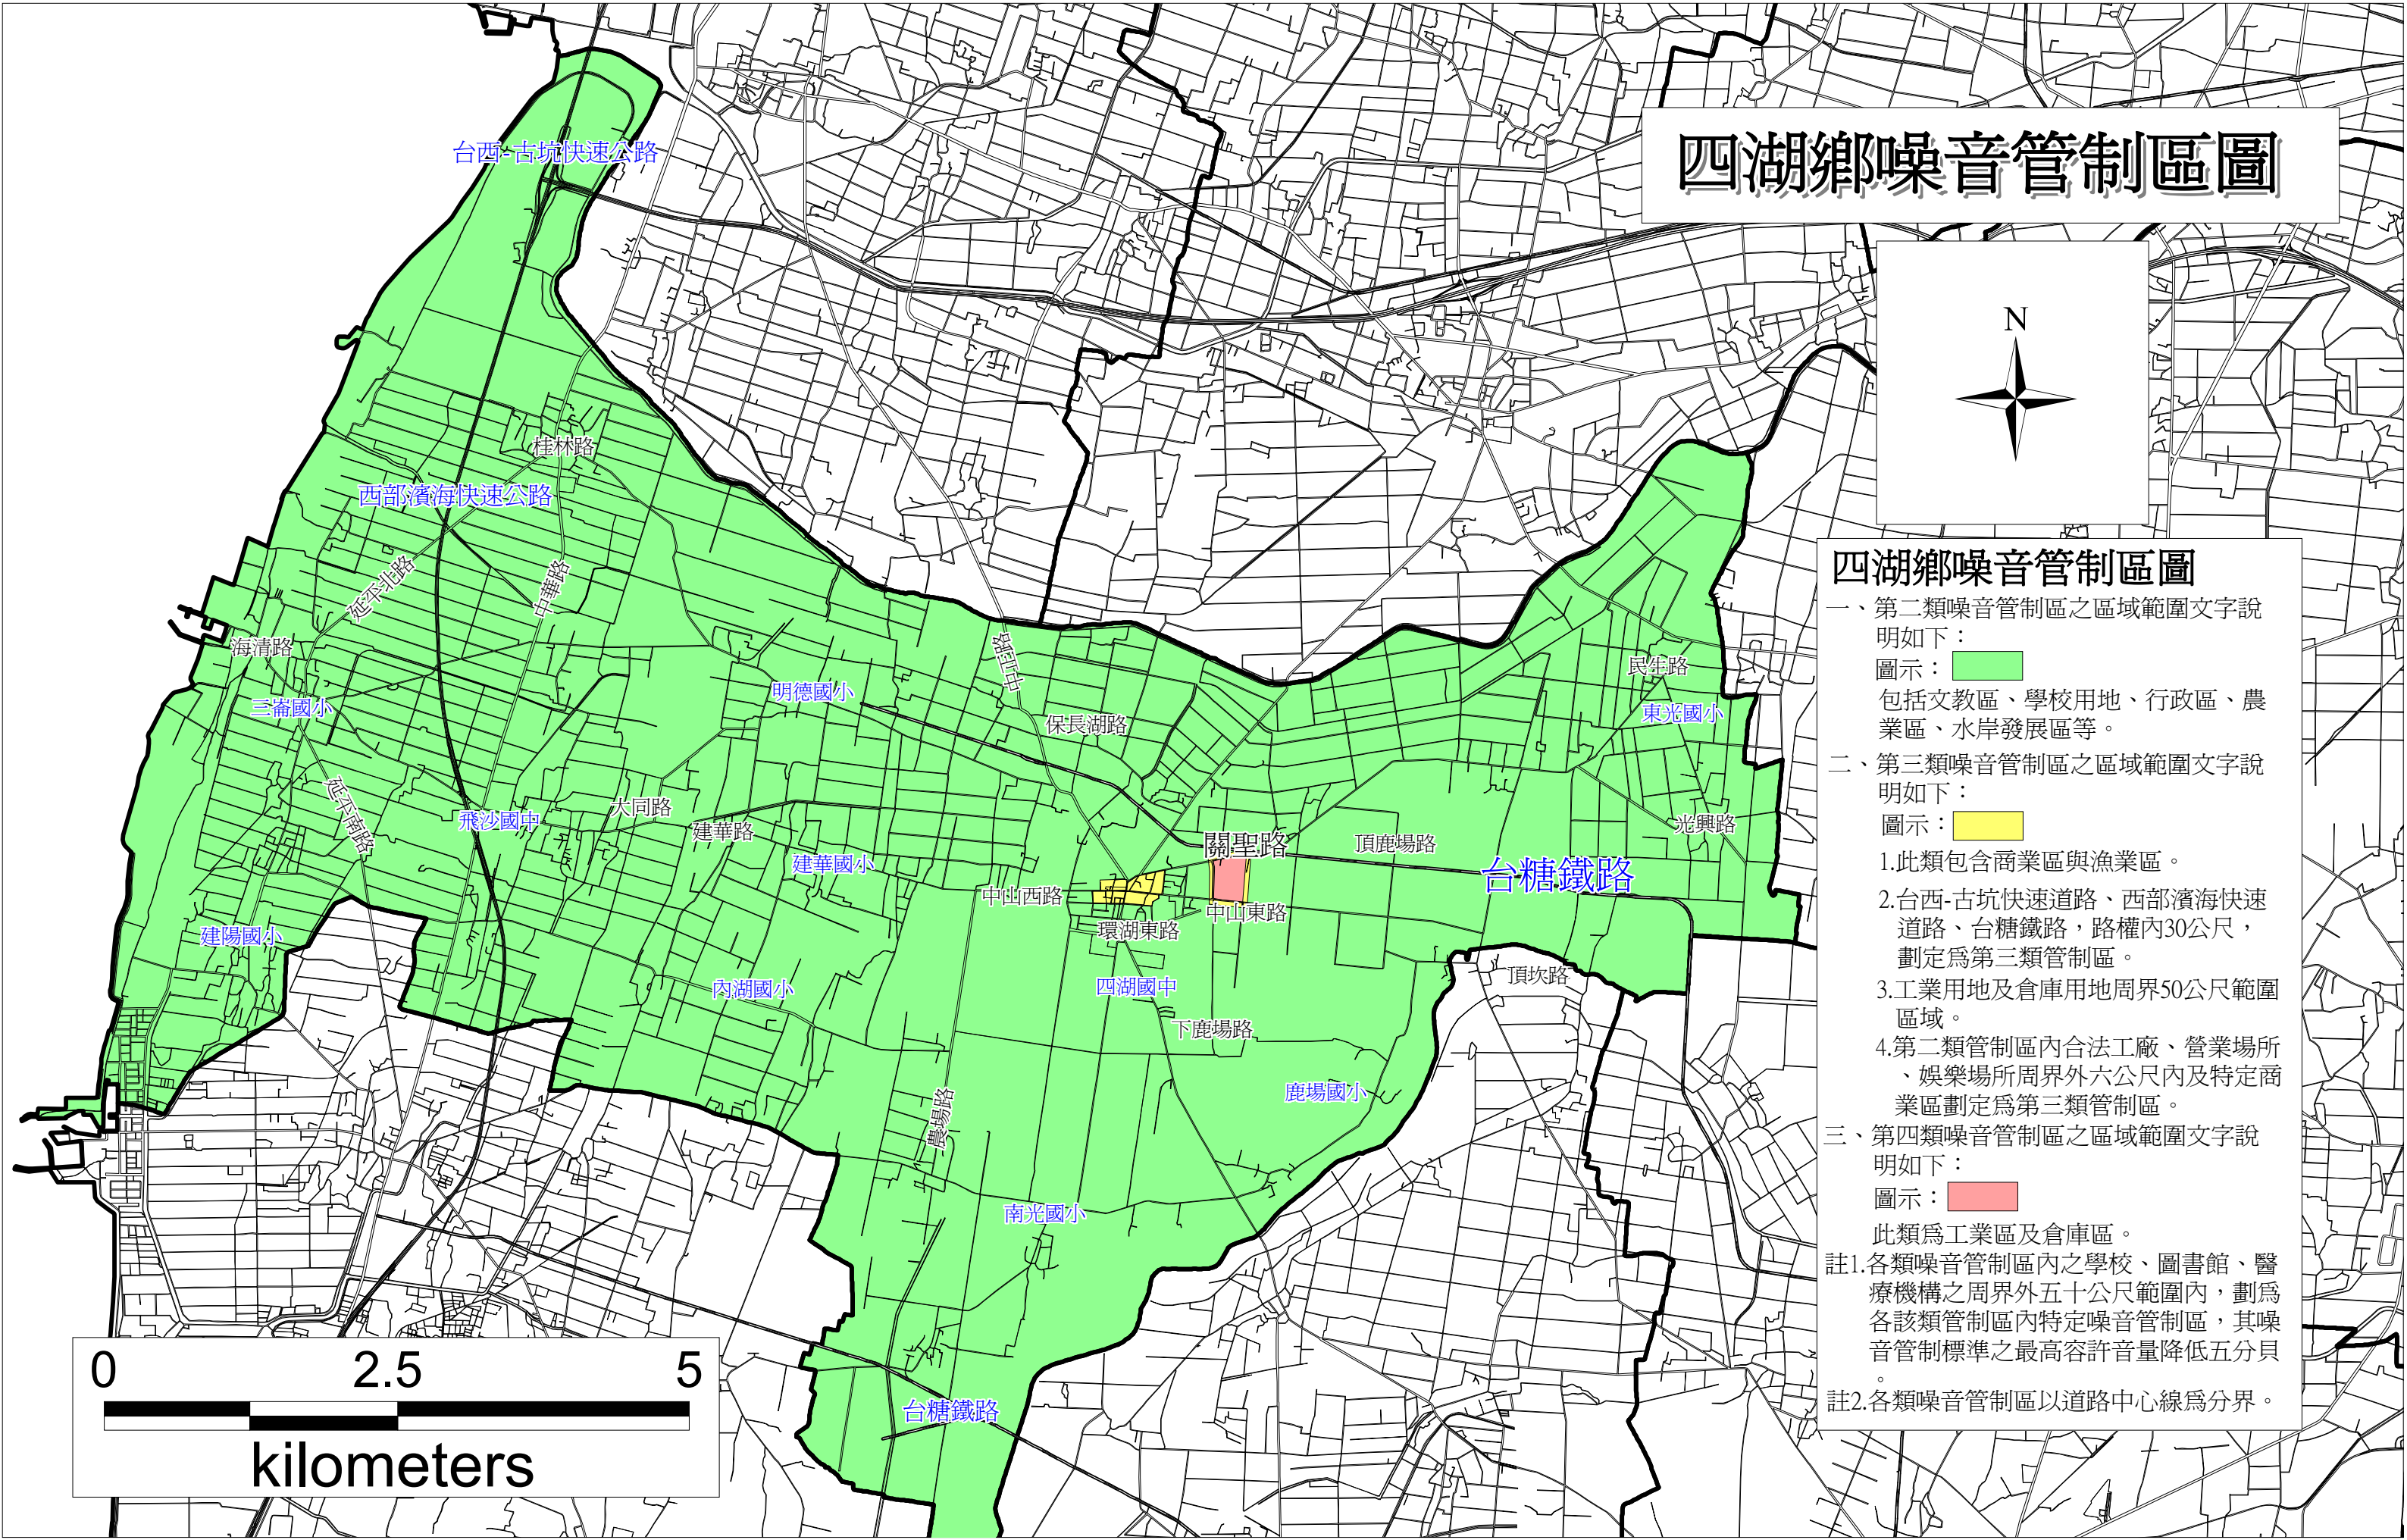 四湖鄉噪音管制區圖
N
台西-古坑快速公路
桂林路
西部濱海快速公路
延平北路
中華路
海清路
三崙國小
明德國小
中正路
保長湖路
民生路
東光國小
延平南路
飛沙國中
大同路
建華路
建華國小
關聖路
頂鹿場路
光興路
台糖鐵路
中山西路
中山東路
環湖東路
建陽國小
內湖國小
四湖國中
頂坎路
下鹿場路
鹿場國小
農場路
南光國小
台糖鐵路
四湖鄉噪音管制區圖
一、第二類噪音管制區之區域範圍文字說
明如下：
圖示：
包括文教區、學校用地、行政區、農
業區、水岸發展區等。
二、第三類噪音管制區之區域範圍文字說
明如下：
圖示：
1.此類包含商業區與漁業區。
2.台西-古坑快速道路、西部濱海快速
道路、台糖鐵路，路權內30公尺，
劃定為第三類管制區。
3.工業用地及倉庫用地周界50公尺範圍
區域。
4.第二類管制區內合法工廠、營業場所
、娛樂場所周界外六公尺內及特定商
業區劃定為第三類管制區。
三、第四類噪音管制區之區域範圍文字說
明如下：
圖示：
此類為工業區及倉庫區。
註1.各類噪音管制區內之學校、圖書館、醫
療機構之周界外五十公尺範圍內，劃為
各該類管制區內特定噪音管制區，其噪
音管制標準之最高容許音量降低五分貝
。
註2.各類噪音管制區以道路中心線為分界。
0 2.5 5
kilometers